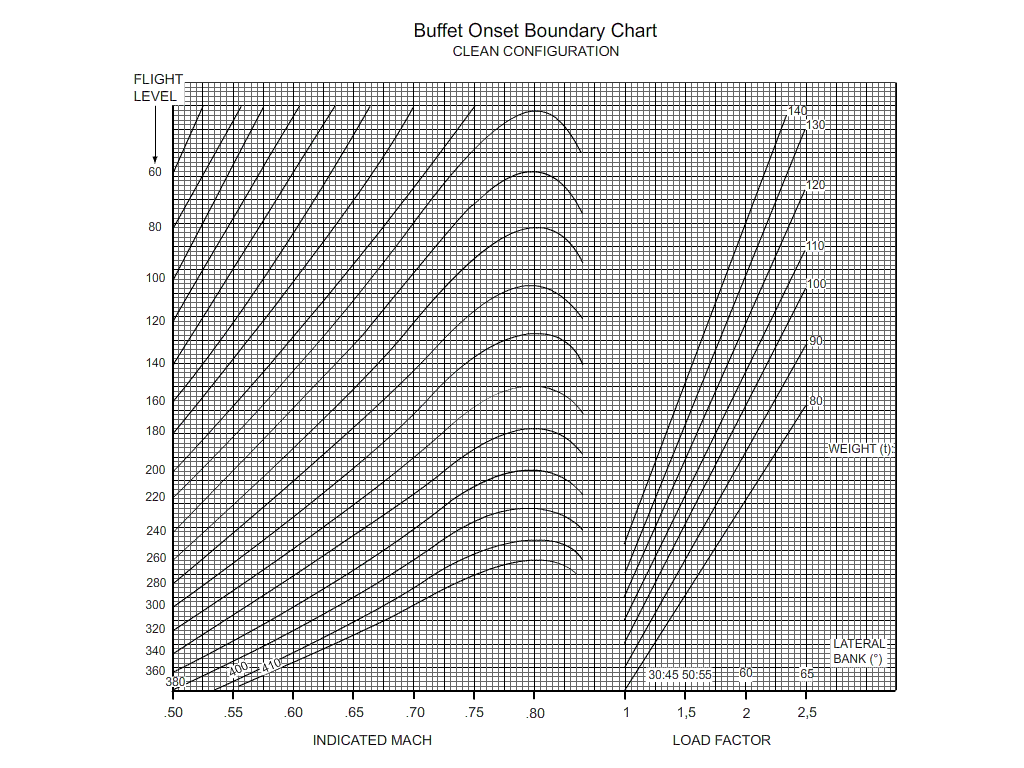 Buffet Onset Boundary Chart
CLEAN CONFIGURATION
FLIGHT
LEVEL
60
80
100
120
140
160
180
200
220
240
260
280
300
320
340
360
380
400
410
140
130
120
110
100
90
80
WEIGHT (t):
LATERAL
BANK (°)
30:45 50:55 60 65
.50 .55 .60 .65 .70 .75 .80 1 1,5 2 2,5
INDICATED MACH
LOAD FACTOR